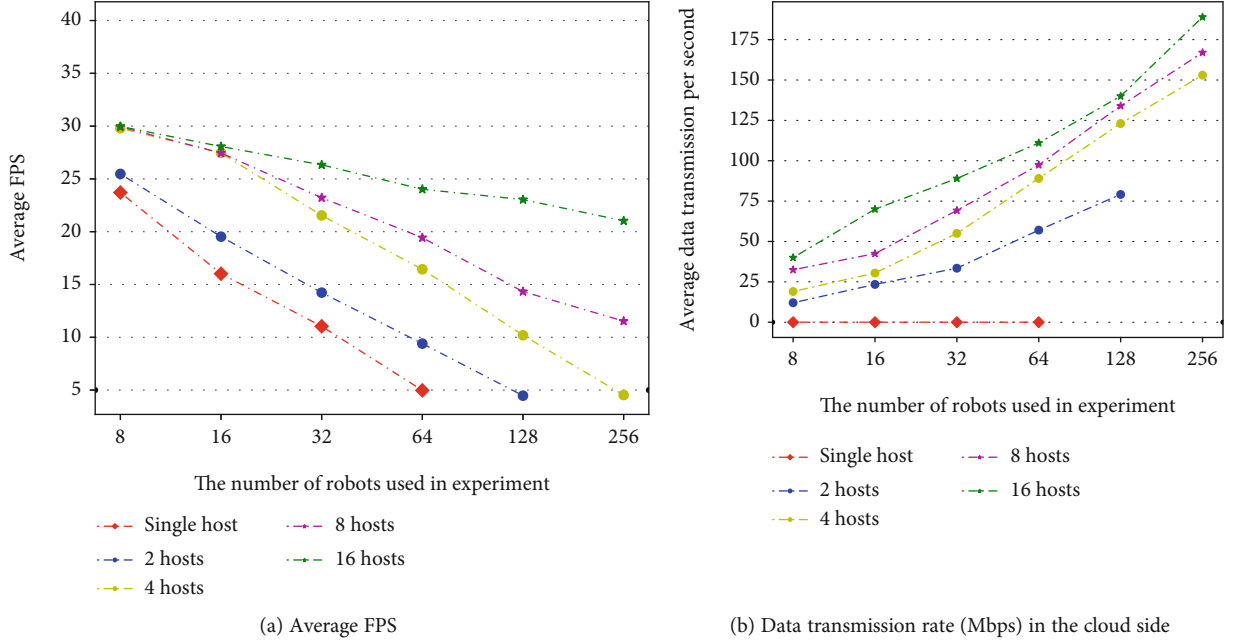 40
35
30
25
20
15
10
5
Average FPS
8 16 32 64 128 256
The number of robots used in experiment
Single host
2 hosts
4 hosts
8 hosts
16 hosts
(a) Average FPS
175
150
125
100
75
50
25
0
Average data transmission per second
8 16 32 64 128 256
The number of robots used in experiment
Single host
2 hosts
4 hosts
8 hosts
16 hosts
(b) Data transmission rate (Mbps) in the cloud side